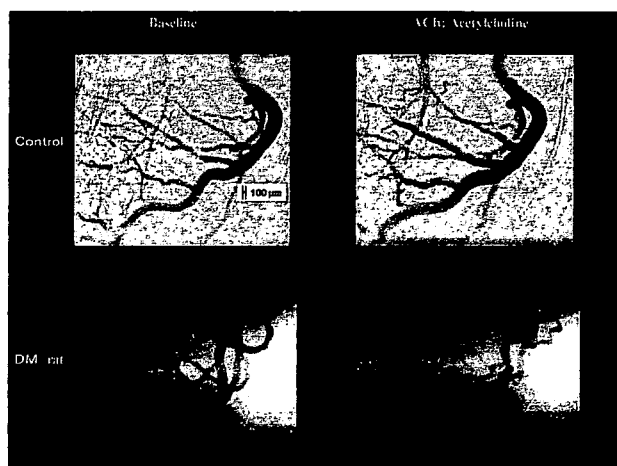 Baseline
ACh: Acetylcholine
Control
100 µm
DM rat